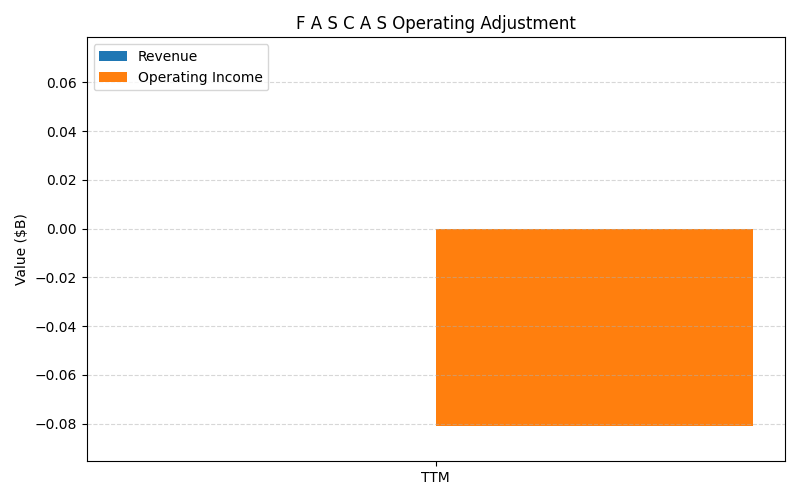 F A S C A S Operating Adjustment
Revenue
Operating Income
0.06
0.04
0.02
0.00
−0.02
−0.04
−0.06
−0.08
Value ($B)
TTM